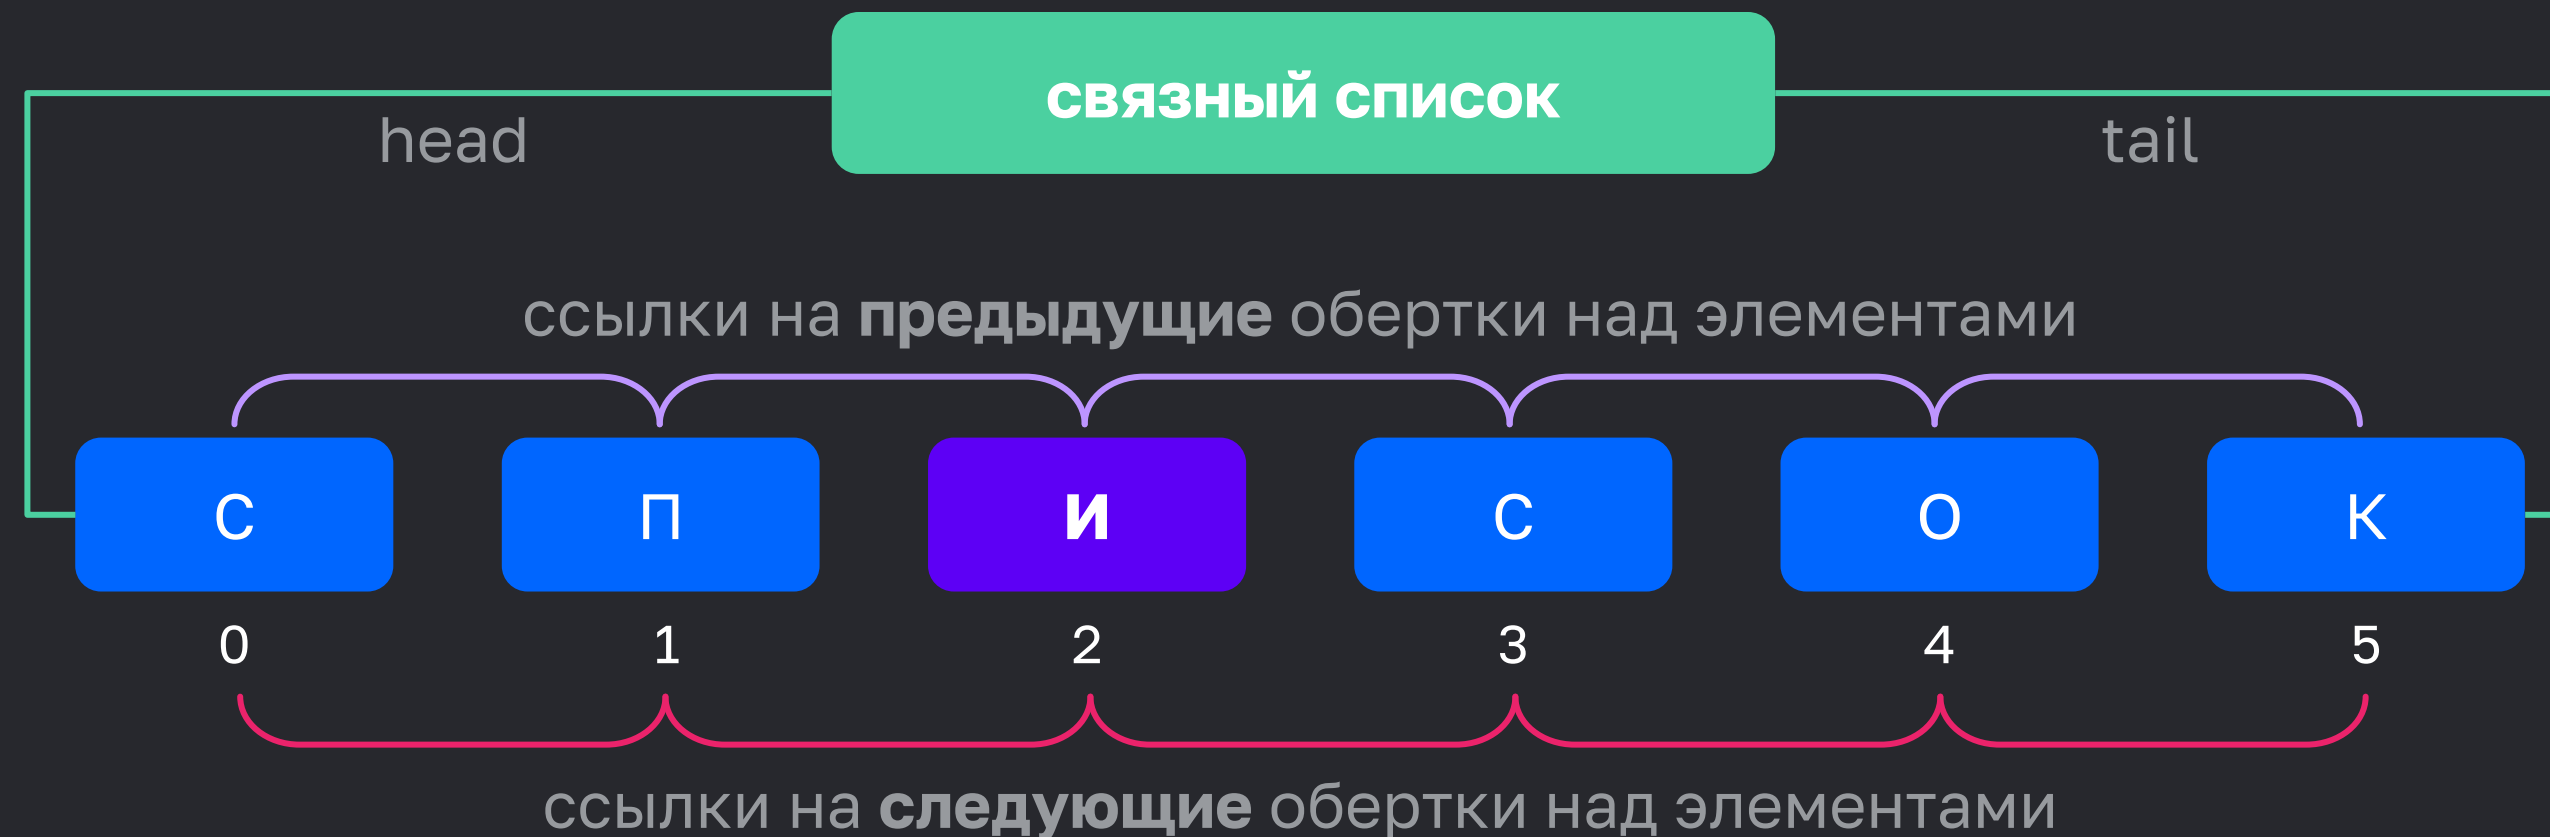 связный список
head
tail
ссылки на предыдущие обертки над элементами
С
П
И
С
О
К
0
1
2
3
4
5
ссылки на следующие обертки над элементами